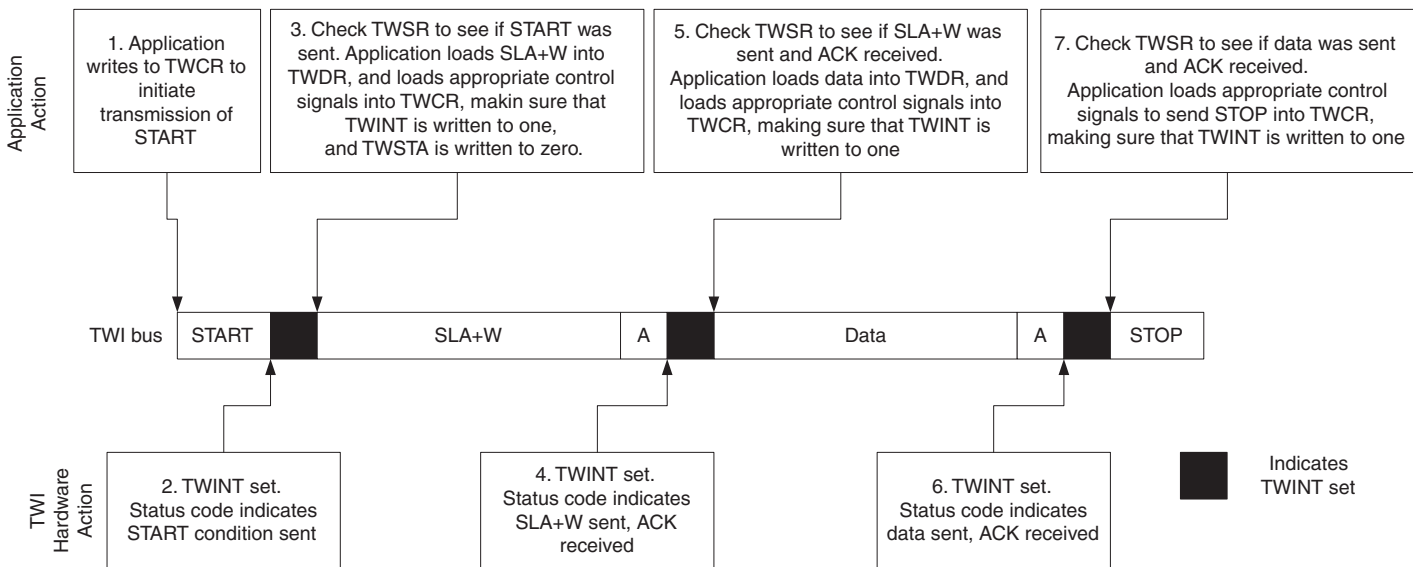 Application
Action
1. Application
writes to TWCR to
initiate
transmission of
START
3. Check TWSR to see if START was
sent. Application loads SLA+W into
TWDR, and loads appropriate control
signals into TWCR, makin sure that
TWINT is written to one,
and TWSTA is written to zero.
5. Check TWSR to see if SLA+W was
sent and ACK received.
Application loads data into TWDR, and
loads appropriate control signals into
TWCR, making sure that TWINT is
written to one
7. Check TWSR to see if data was sent
and ACK received.
Application loads appropriate control
signals to send STOP into TWCR,
making sure that TWINT is written to one
TWI bus
START
SLA+W
A
Data
A
STOP
TWI
Hardware
Action
2. TWINT set.
Status code indicates
START condition sent
4. TWINT set.
Status code indicates
SLA+W sent, ACK
received
6. TWINT set.
Status code indicates
data sent, ACK received
Indicates
TWINT set